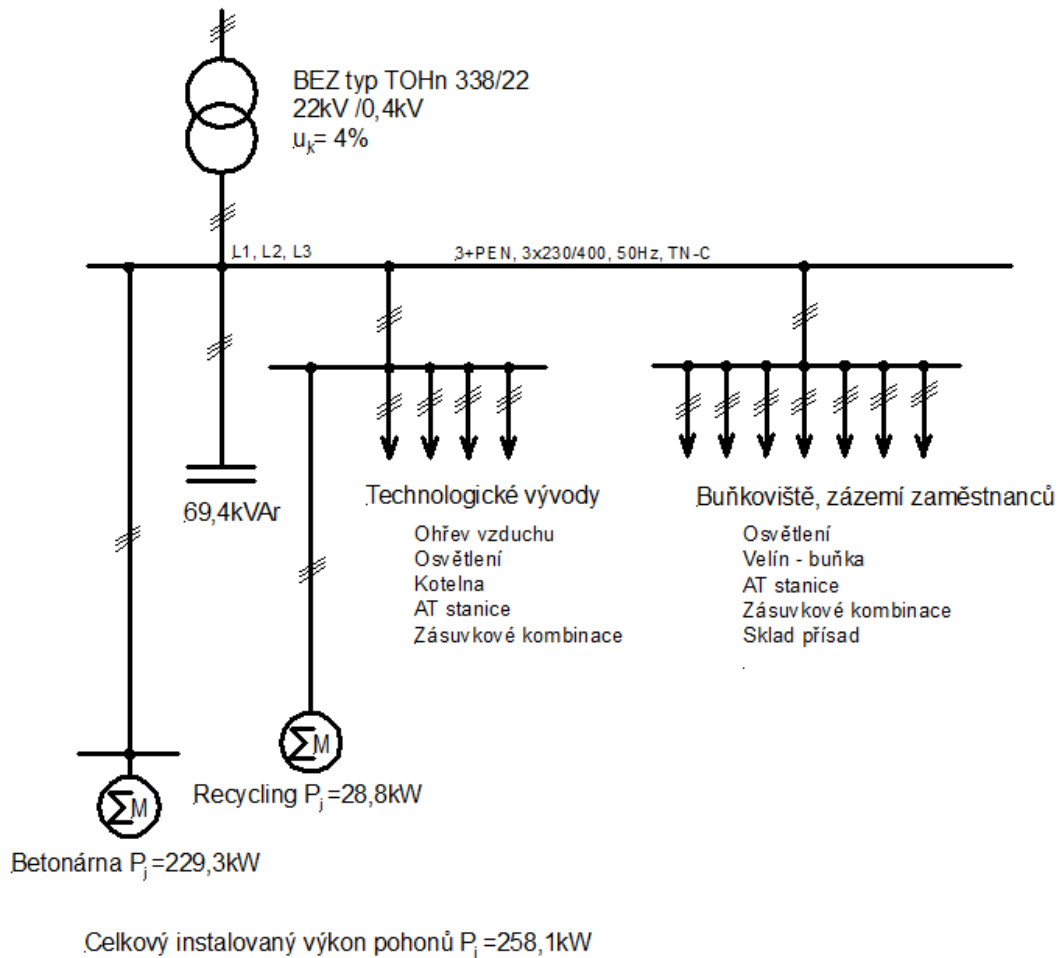 BEZ typ TOHn 338/22
22kV /0,4kV
uk= 4%
L1, L2, L3
3+PEN, 3x230/400, 50Hz, TN-C
69,4kVAr
Technologické vývody
Ohřev vzduchu
Osvětlení
Kotelna
AT stanice
Zásuvkové kombinace
Buňkoviště, zázemí zaměstnanců
Osvětlení
Velín - buňka
AT stanice
Zásuvkové kombinace
Sklad přísad
ΣM
Recycling Pj=28,8kW
ΣM
Betonárna Pj=229,3kW
Celkový instalovaný výkon pohonů Pi=258,1kW